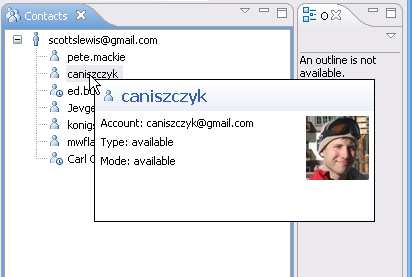 Contacts
O
scottslewis@gmail.com
pete.mackie
An outline is not
available.
caniszczyk
ed.bu
Jevge
konigs
mwfla
Carl
caniszczyk
Account: caniszczyk@gmail.com
Type: available
Mode: available